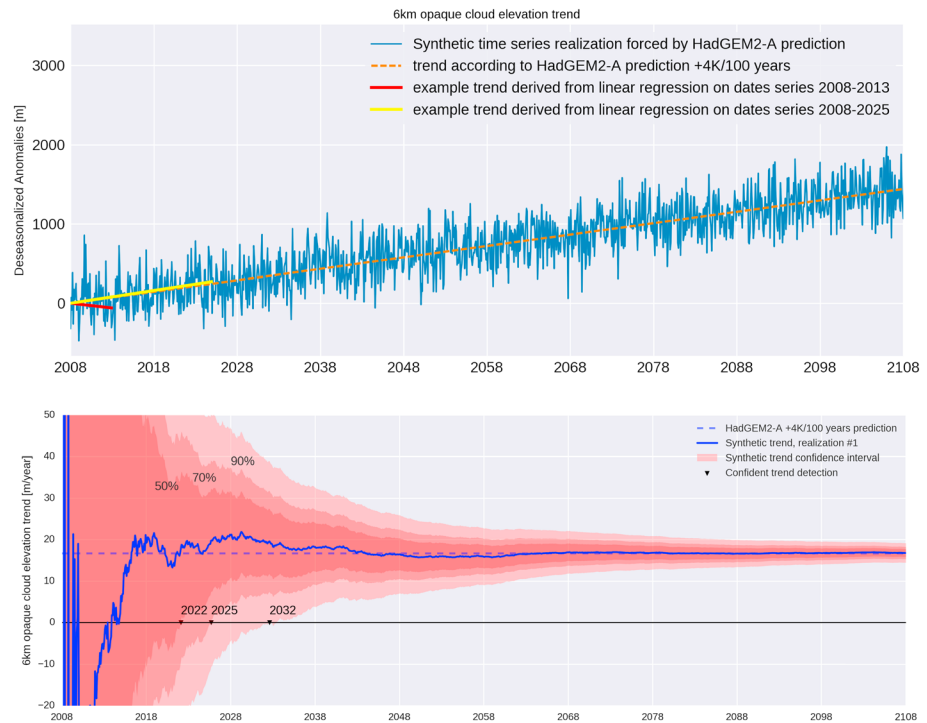 6km opaque cloud elevation trend
Synthetic time series realization forced by HadGEM2-A prediction
trend according to HadGEM2-A prediction +4K/100 years
example trend derived from linear regression on dates series 2008-2013
example trend derived from linear regression on dates series 2008-2025
Deseasonalized Anomalies [m]
3000
2000
1000
0
2008 2018 2028 2038 2048 2058 2068 2078 2088 2098 2108
6km opaque cloud elevation trend [m/year]
50
40
30
20
10
0
−10
−20
HadGEM2-A +4K/100 years prediction
Synthetic trend, realization #1
Synthetic trend confidence interval
Confident trend detection
50% 70% 90%
2022 2025 2032
2008 2018 2028 2038 2048 2058 2068 2078 2088 2098 2108